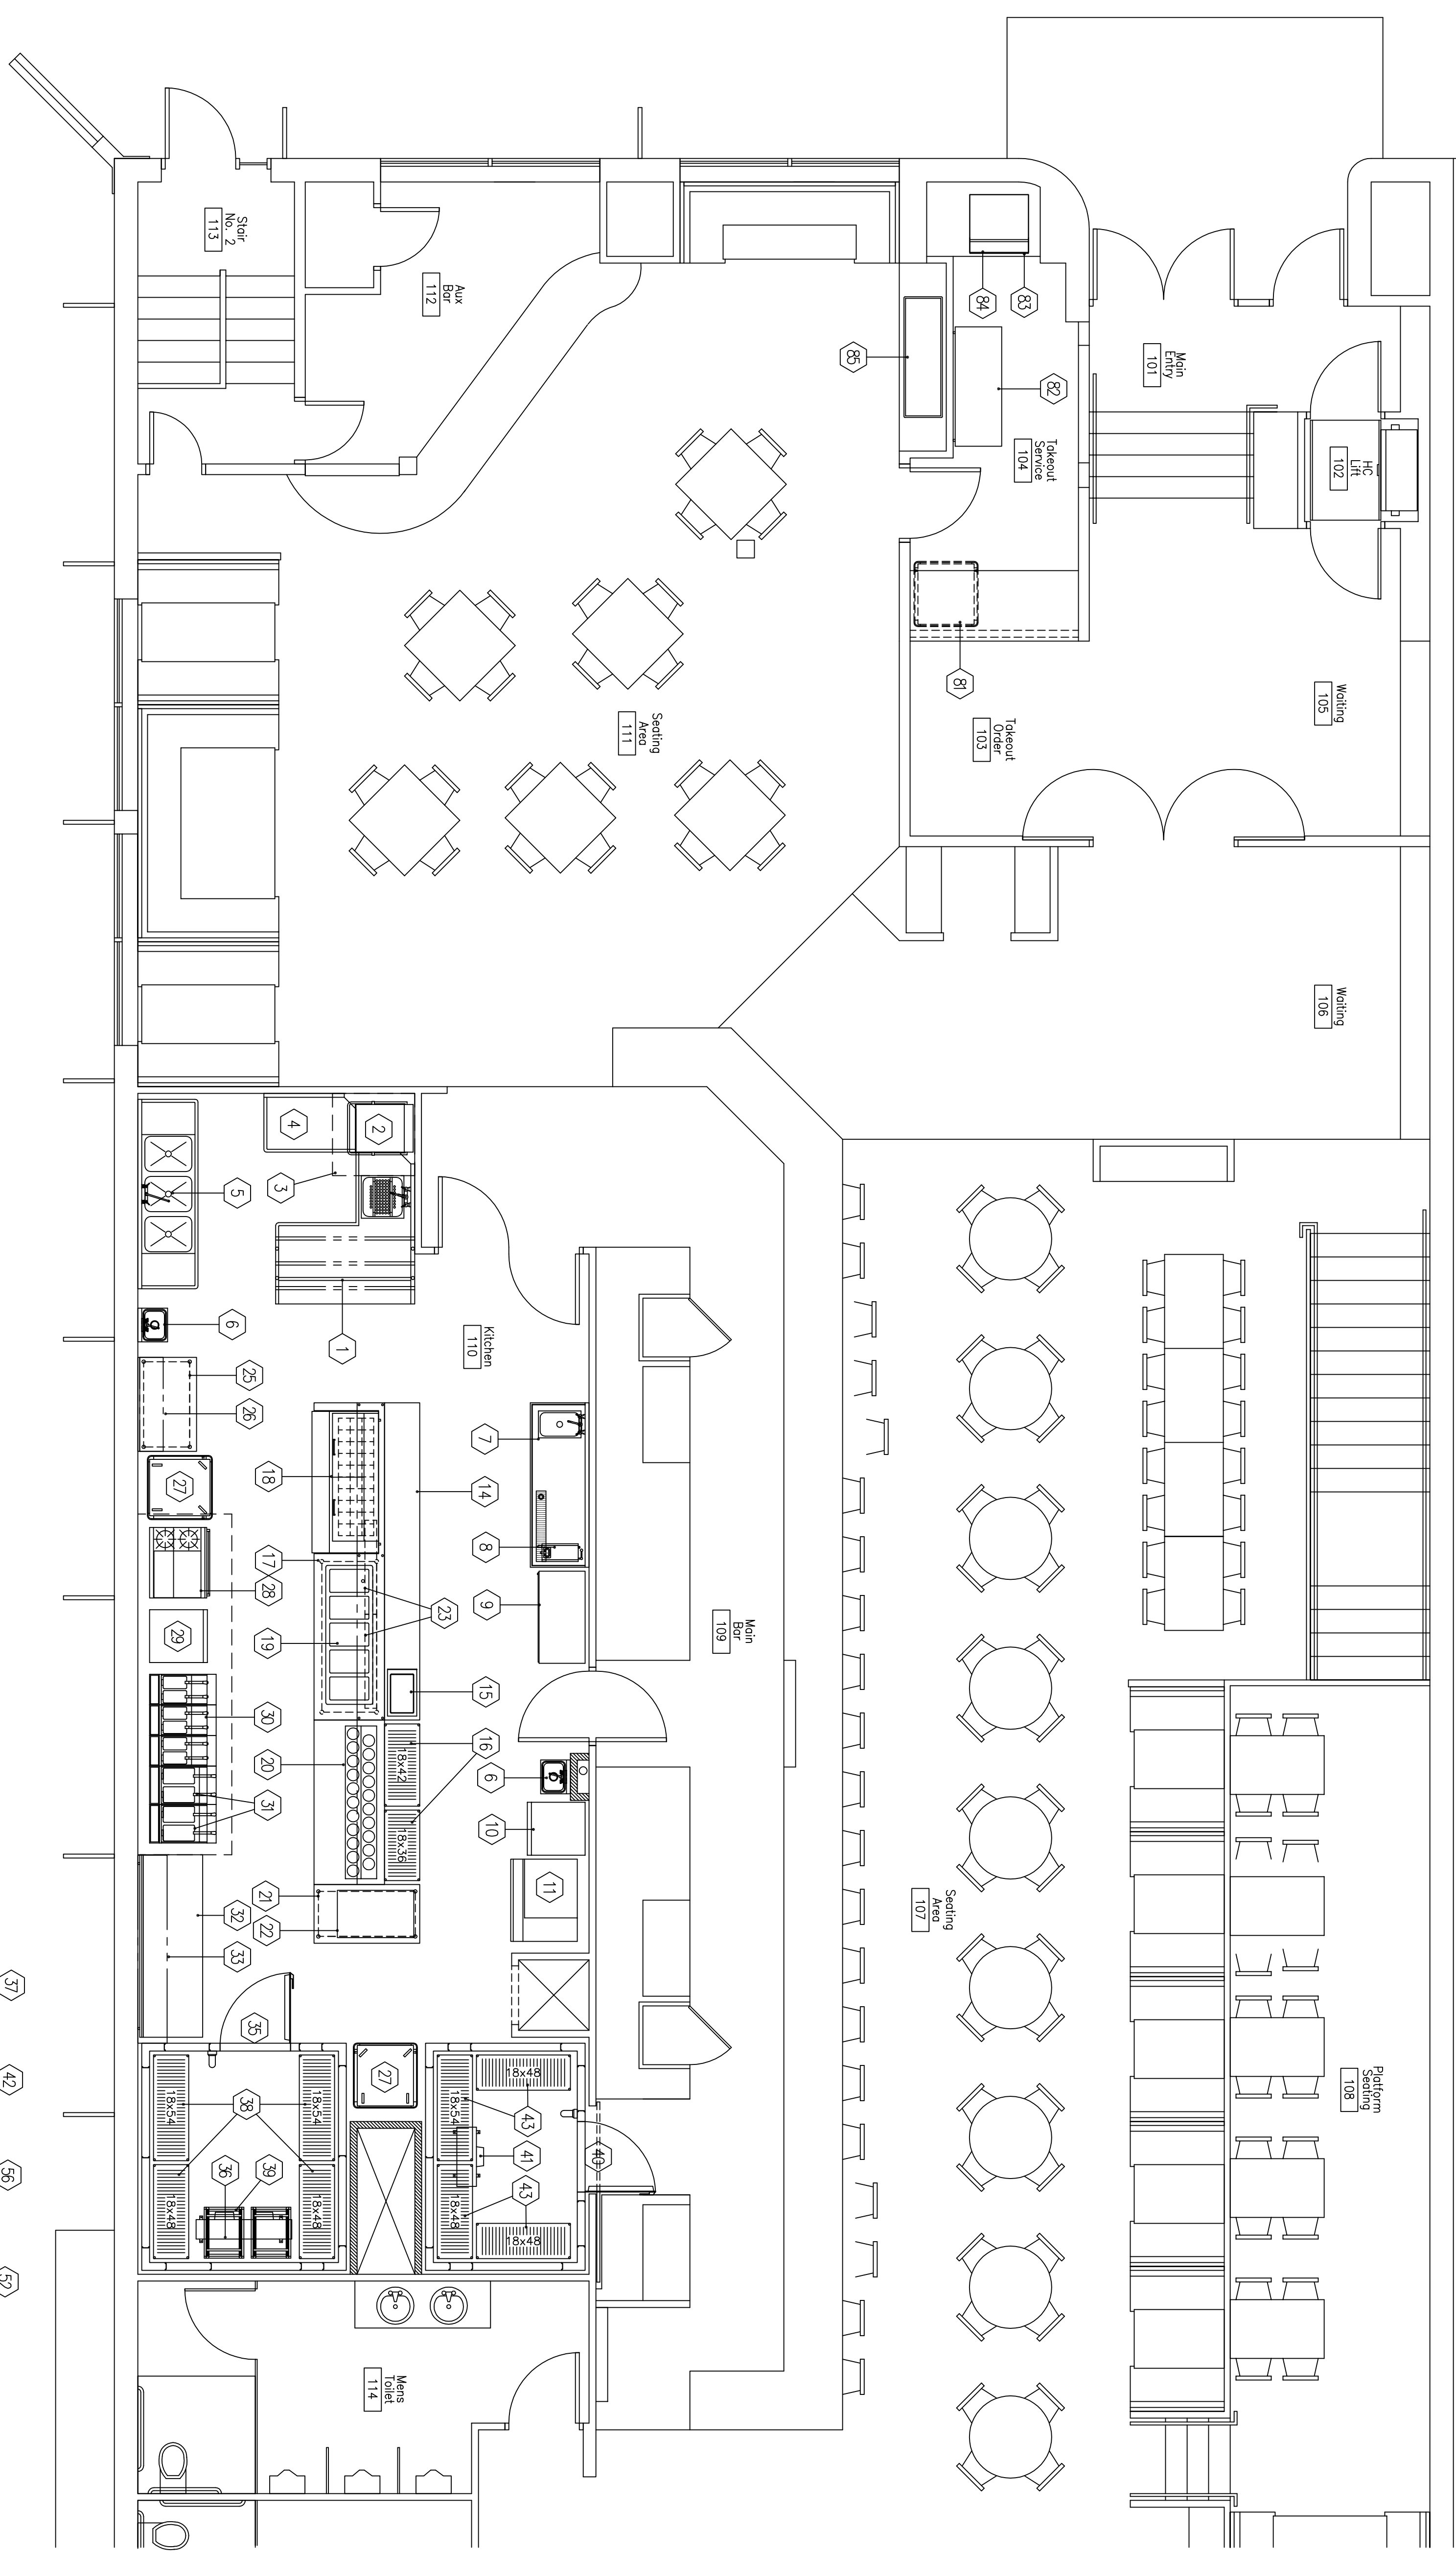 HC
Lift
102
Waiting
105
Waiting
106
Platform
Seating
108
Main
Entry
101
Takeout
Service
104
Takeout
Order
103
82
83
84
81
85
Seating
Area
107
Main
Bar
109
Seating
Area
111
Aux
Bar
112
Stair
No. 2
113
Kitchen
110
7
8
9
15
16
6
10
11
40
14
23
18x42
18x36
18x48
18x54
18x48
18x48
43
41
43
2
4
3
1
5
6
25
26
27
18
17
28
19
29
30
20
31
21
22
32
33
35
27
38
18x54
18x48
18x54
18x48
36
39
Mens
Toilet
114
37
42
56
52